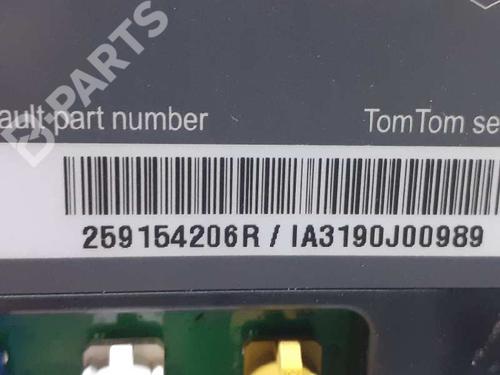 B-PARTS
ault part number
TomTom se
259154206R / IA3190J00989